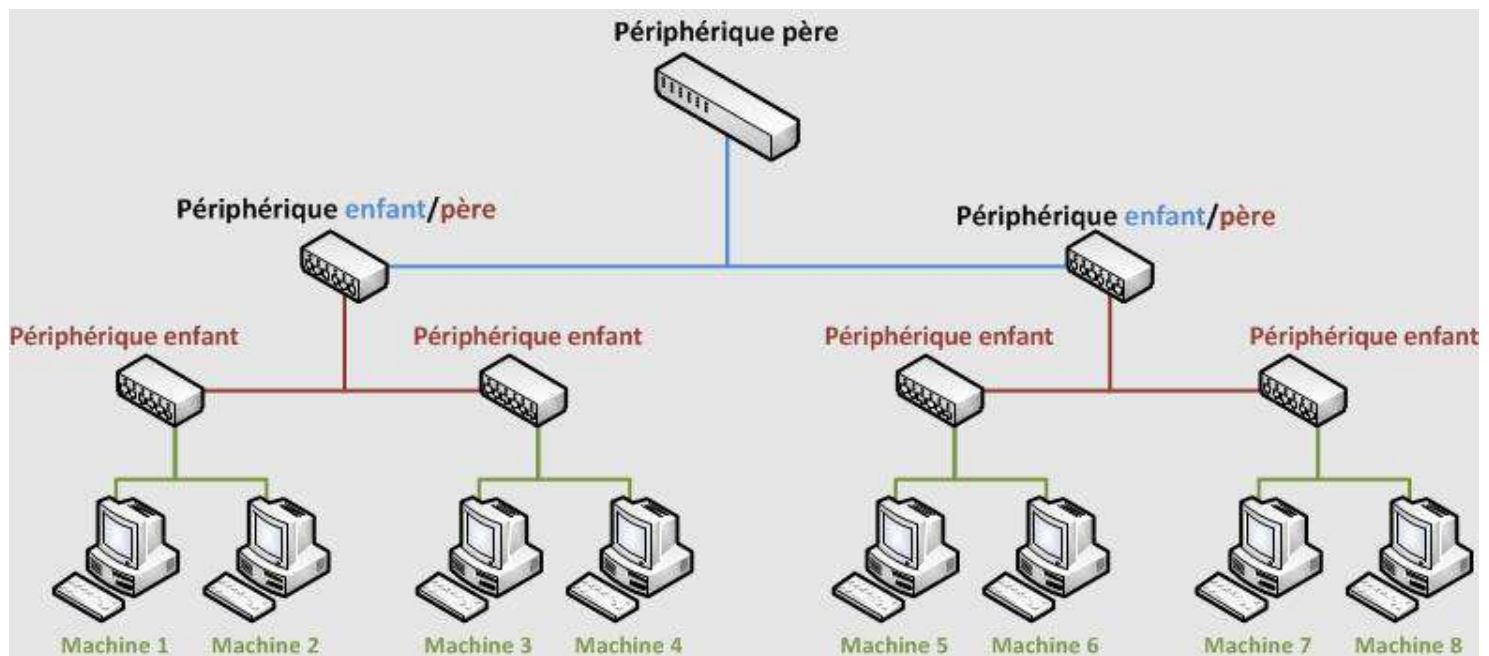 Périphérique père
Périphérique enfant/père
Périphérique enfant/père
Périphérique enfant
Périphérique enfant
Périphérique enfant
Périphérique enfant
Machine 1
Machine 2
Machine 3
Machine 4
Machine 5
Machine 6
Machine 7
Machine 8